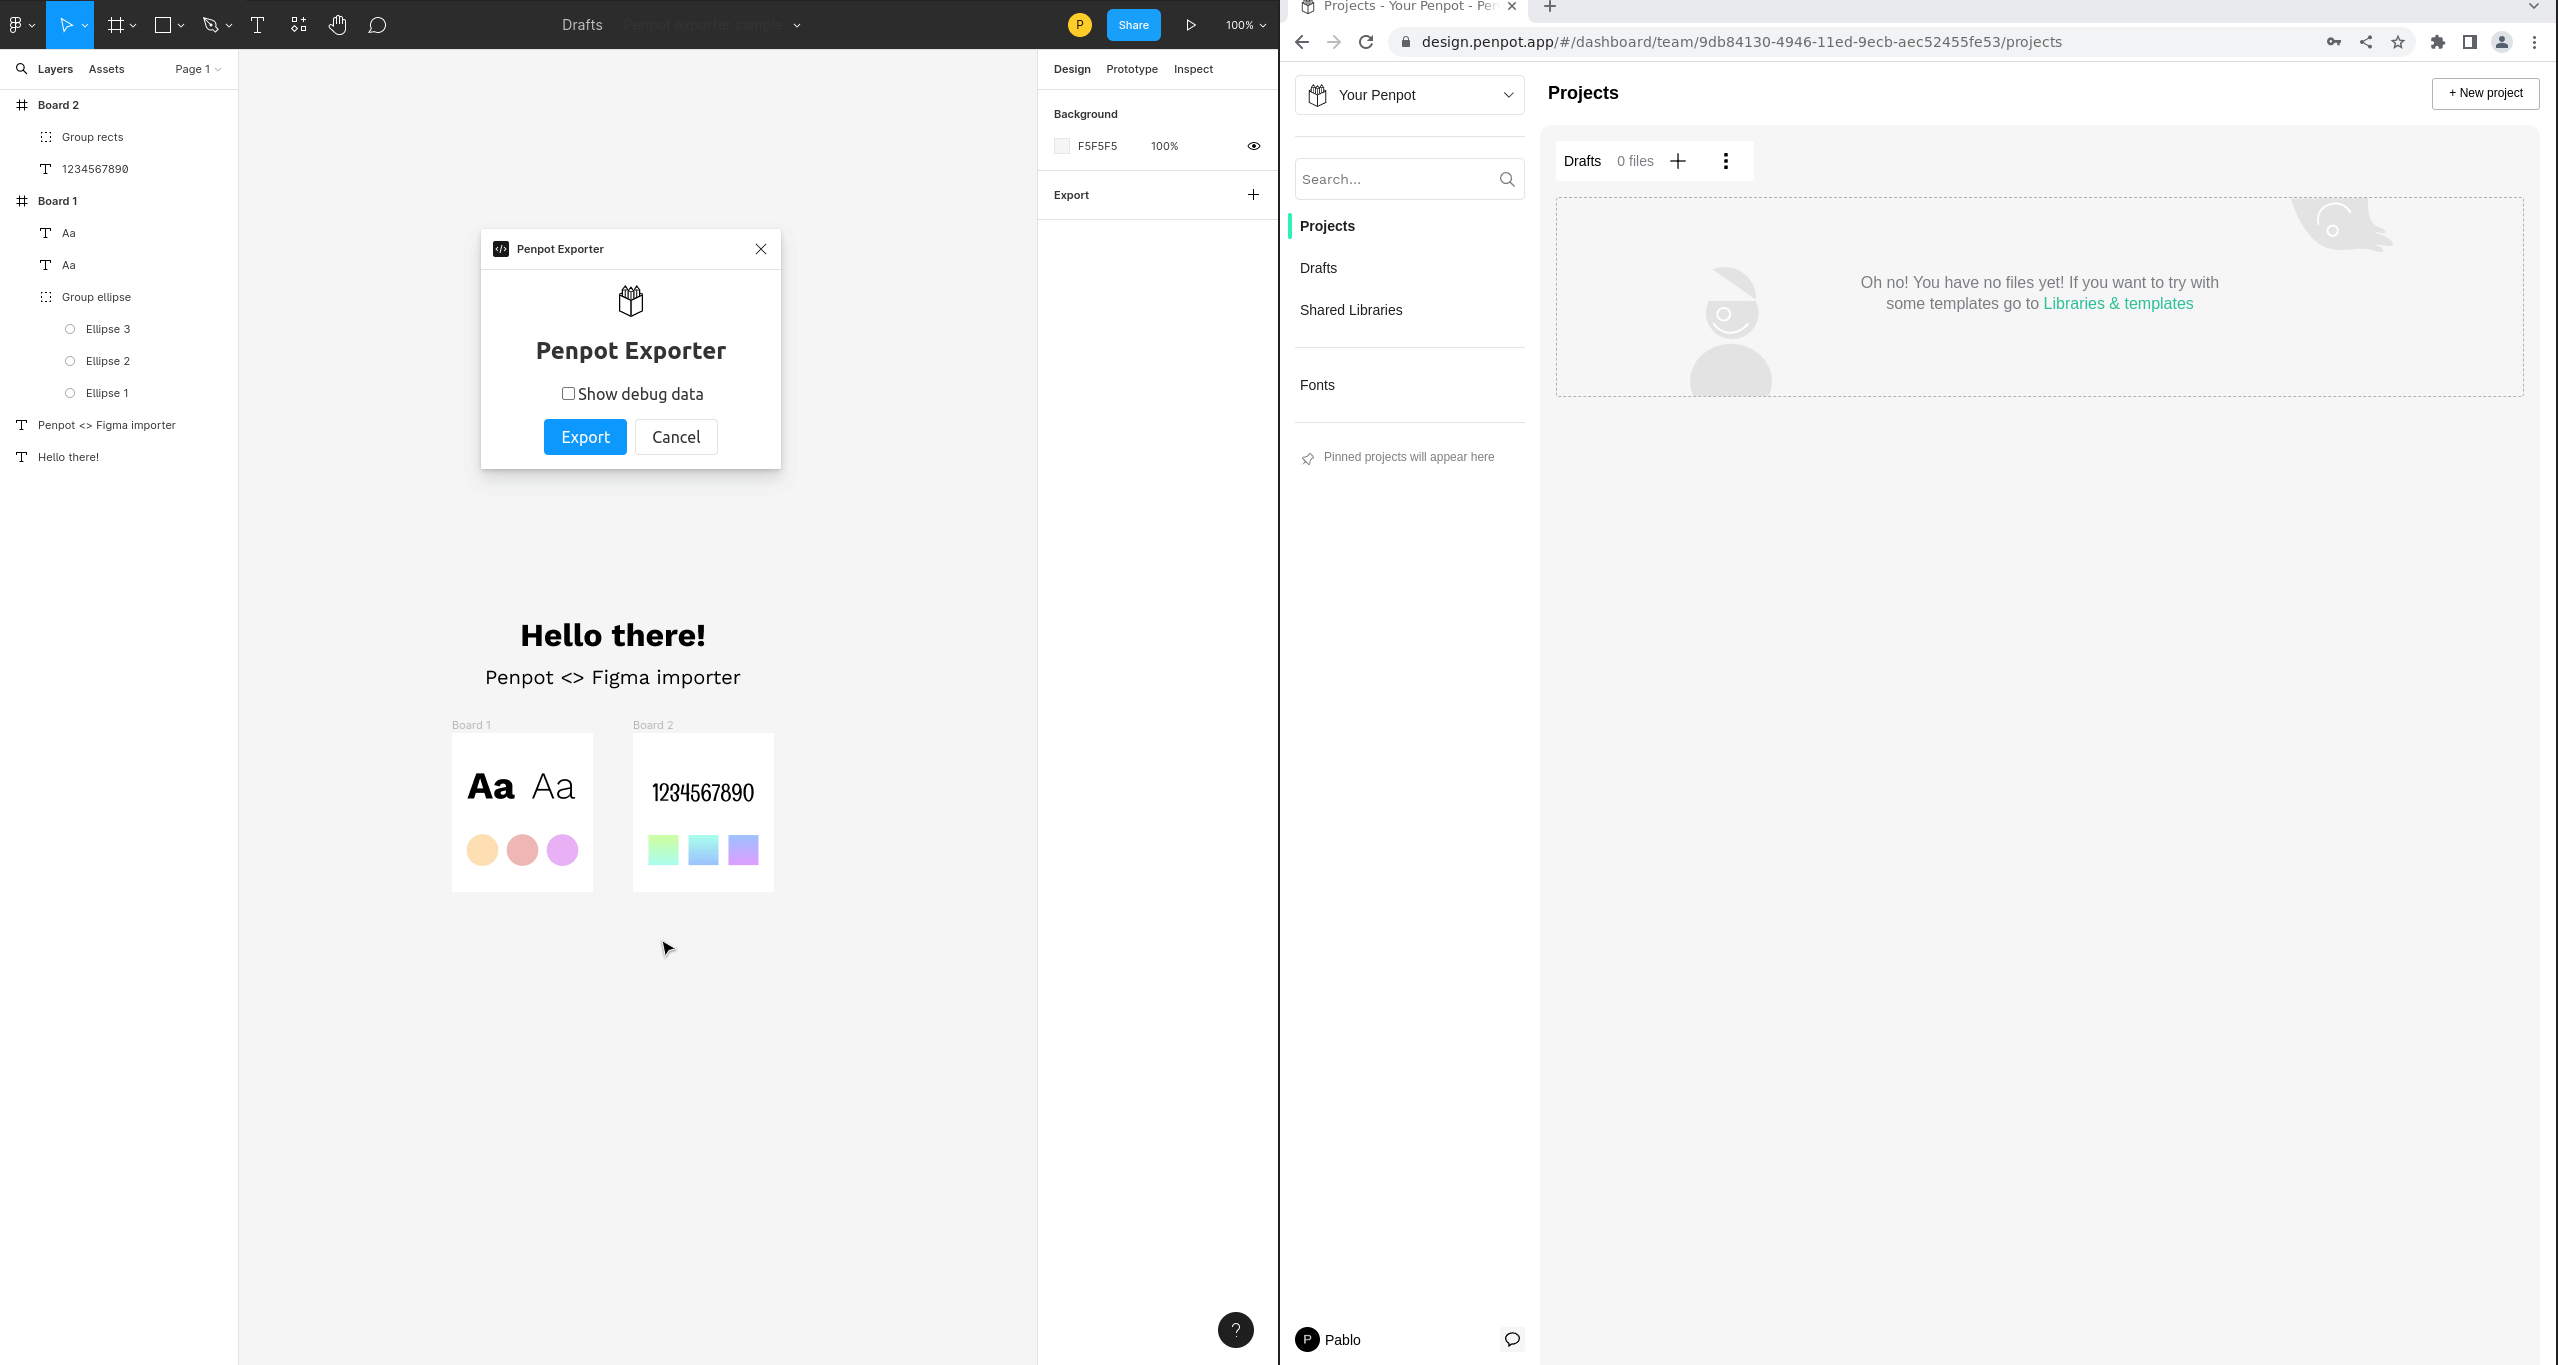 Drafts
Penpot exporter sample
P
Share
100%
Layers
Assets
Page 1
Board 2
Group rects
1234567890
Board 1
Aa
Aa
Group ellipse
Ellipse 3
Ellipse 2
Ellipse 1
Penpot <> Figma importer
Hello there!
Penpot Exporter
Penpot Exporter
Show debug data
Export
Cancel
Hello there!
Penpot <> Figma importer
Board 1
Board 2
Aa Aa
1234567890
Design
Prototype
Inspect
Background
F5F5F5
100%
Export
?
Projects - Your Penpot - Pen
design.penpot.app/#/dashboard/team/9db84130-4946-11ed-9ecb-aec52455fe53/projects
Your Penpot
Search...
Projects
Drafts
Shared Libraries
Fonts
Pinned projects will appear here
P
Pablo
Projects
+ New project
Drafts
0 files
Oh no! You have no files yet! If you want to try with
some templates go to Libraries & templates